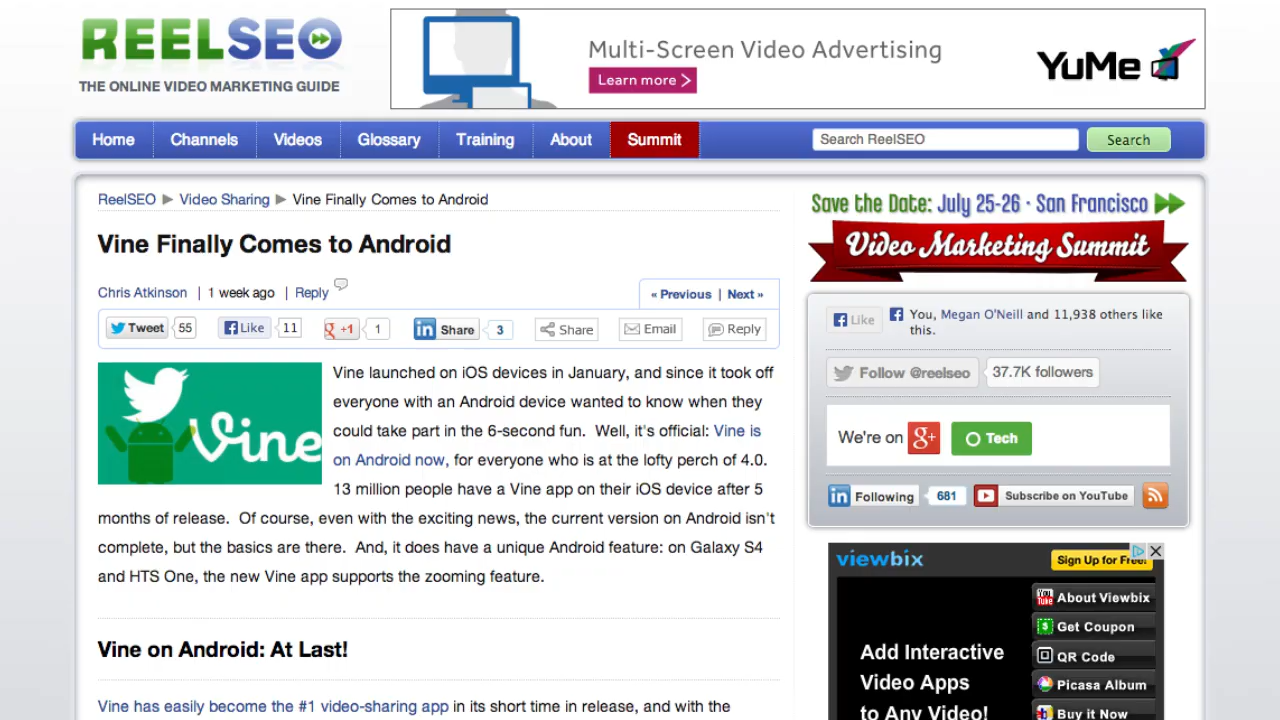 REELSEO
THE ONLINE VIDEO MARKETING GUIDE
Multi-Screen Video Advertising
Learn more >
YuMe
Home
Channels
Videos
Glossary
Training
About
Summit
Search ReelSEO
Search
ReelSEO ▶ Video Sharing ▶ Vine Finally Comes to Android
Vine Finally Comes to Android
Chris Atkinson | 1 week ago | Reply
« Previous | Next »
Tweet 55
Like 11
g +1 1
in Share 3
Share
Email
Reply
Vine
Vine launched on iOS devices in January, and since it took off
everyone with an Android device wanted to know when they
could take part in the 6-second fun. Well, it's official: Vine is
on Android now, for everyone who is at the lofty perch of 4.0.
13 million people have a Vine app on their iOS device after 5
months of release. Of course, even with the exciting news, the current version on Android isn't
complete, but the basics are there. And, it does have a unique Android feature: on Galaxy S4
and HTS One, the new Vine app supports the zooming feature.
Vine on Android: At Last!
Vine has easily become the #1 video-sharing app in its short time in release, and with the
Save the Date: July 25-26 · San Francisco
Video Marketing Summit
Like
You, Megan O'Neill and 11,938 others like
this.
Follow @reelseo
37.7K followers
We're on g+
Tech
in Following 681
Subscribe on YouTube
viewbix
Sign Up for Free!
Add Interactive
Video Apps
to Any Video!
You Tube About Viewbix
$ Get Coupon
QR Code
Picasa Album
Buy it Now